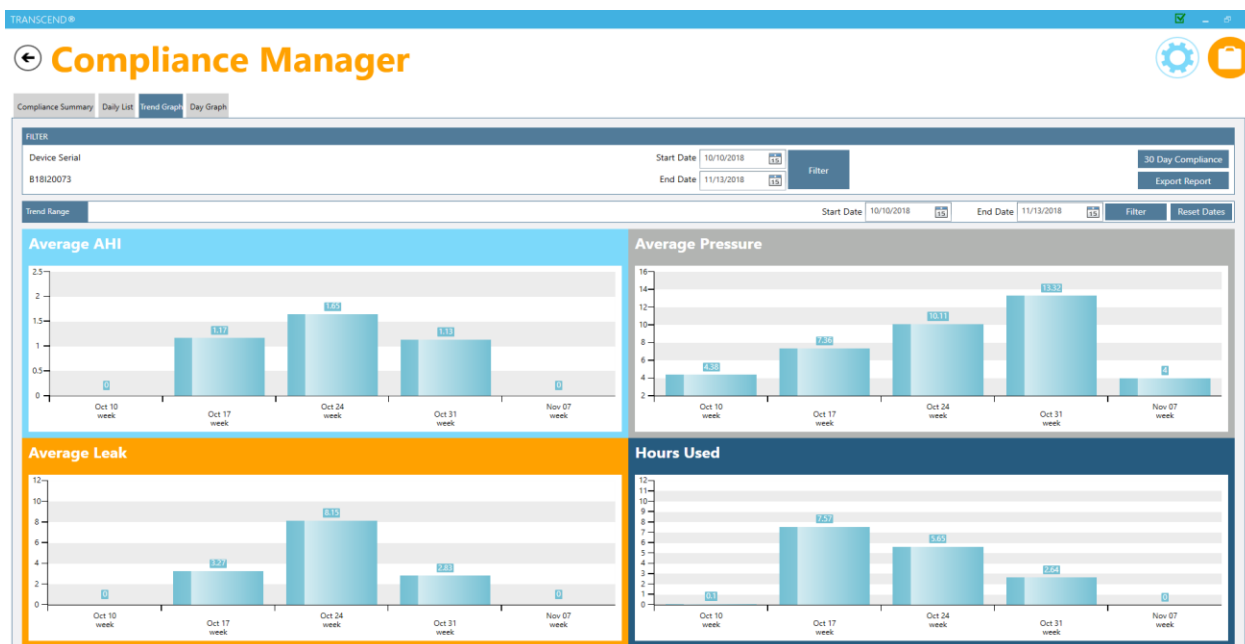 TRANSCEND®
Compliance Manager
Compliance Summary Daily List Trend Graph Day Graph
FILTER
Device Serial Start Date 10/10/2018 15 Filter 30 Day Compliance
B18I20073 End Date 11/13/2018 15 Export Report
Trend Range Start Date 10/10/2018 15 End Date 11/13/2018 15 Filter Reset Dates
Average AHI
2.5
2
1.5
1
0.5
0
0 1.17 1.65 1.13 0
Oct 10 week Oct 17 week Oct 24 week Oct 31 week Nov 07 week
Average Pressure
16
14
12
10
8
6
4
2
4.38 7.36 10.11 13.32 4
Oct 10 week Oct 17 week Oct 24 week Oct 31 week Nov 07 week
Average Leak
12
10
8
6
4
2
0
0 3.27 8.15 2.83 0
Oct 10 week Oct 17 week Oct 24 week Oct 31 week Nov 07 week
Hours Used
12
11
10
9
8
7
6
5
4
3
2
1
0
0.1 7.57 5.65 2.64 0
Oct 10 week Oct 17 week Oct 24 week Oct 31 week Nov 07 week